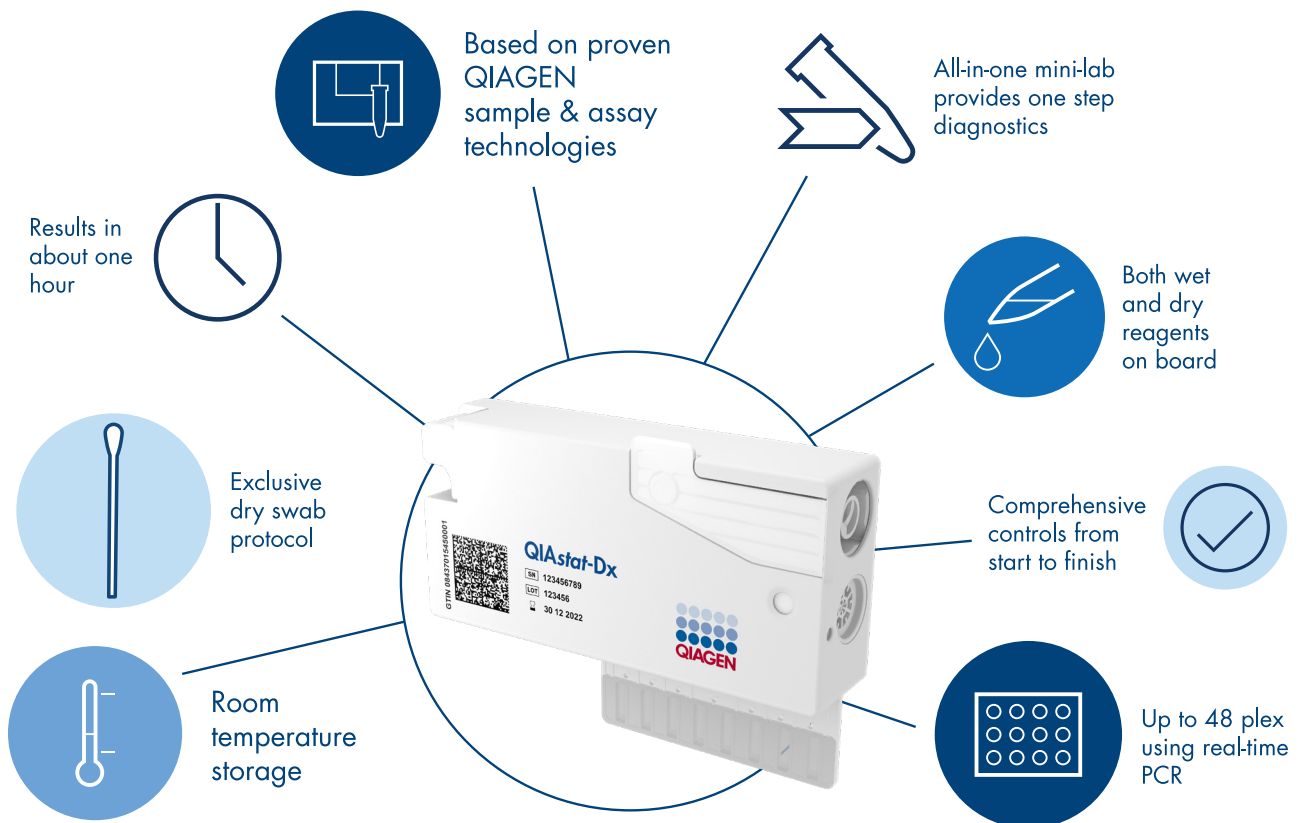 Based on proven
QIAGEN
sample & assay
technologies
All-in-one mini-lab
provides one step
diagnostics
Results in
about one
hour
Both wet
and dry
reagents
on board
Exclusive
dry swab
protocol
Comprehensive
controls from
start to finish
Room
temperature
storage
Up to 48 plex
using real-time
PCR
GTIN 08437015450001
QIAstat-Dx
SN 123456789
LOT 123456
30 12 2022
QIAGEN